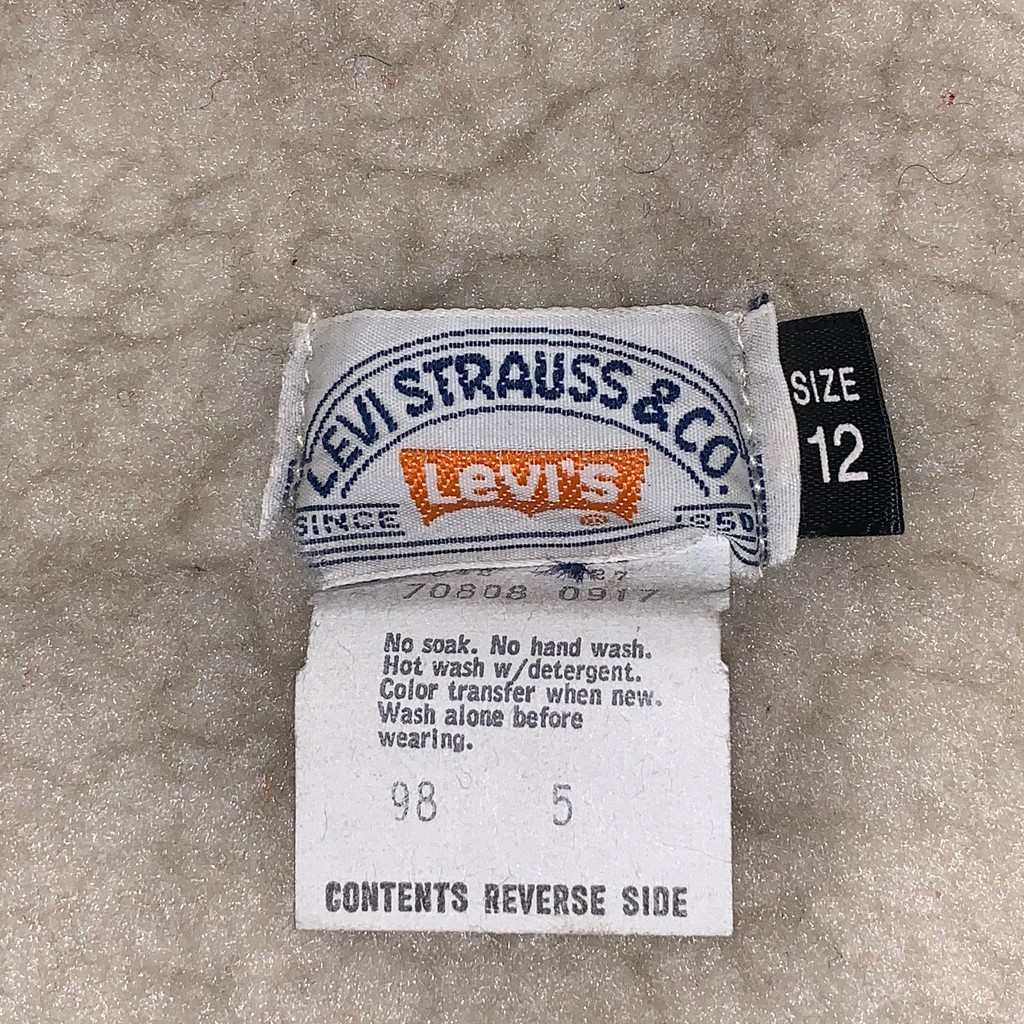 LEVI STRAUSS & CO.
Levi's
®
SINCE 1850
SIZE
12
70808 0917
No soak. No hand wash.
Hot wash w/detergent.
Color transfer when new.
Wash alone before
wearing.
98 5
CONTENTS REVERSE SIDE